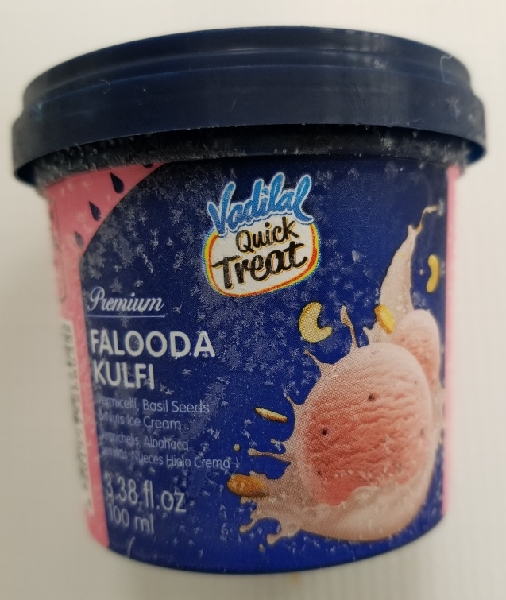 Vadilal
Quick
Treat
Premium
FALOODA
KULFI
Basil Seeds
Ice Cream
Albahaca
Nueces Hielo Crema
3.38.fl.oz
100 ml